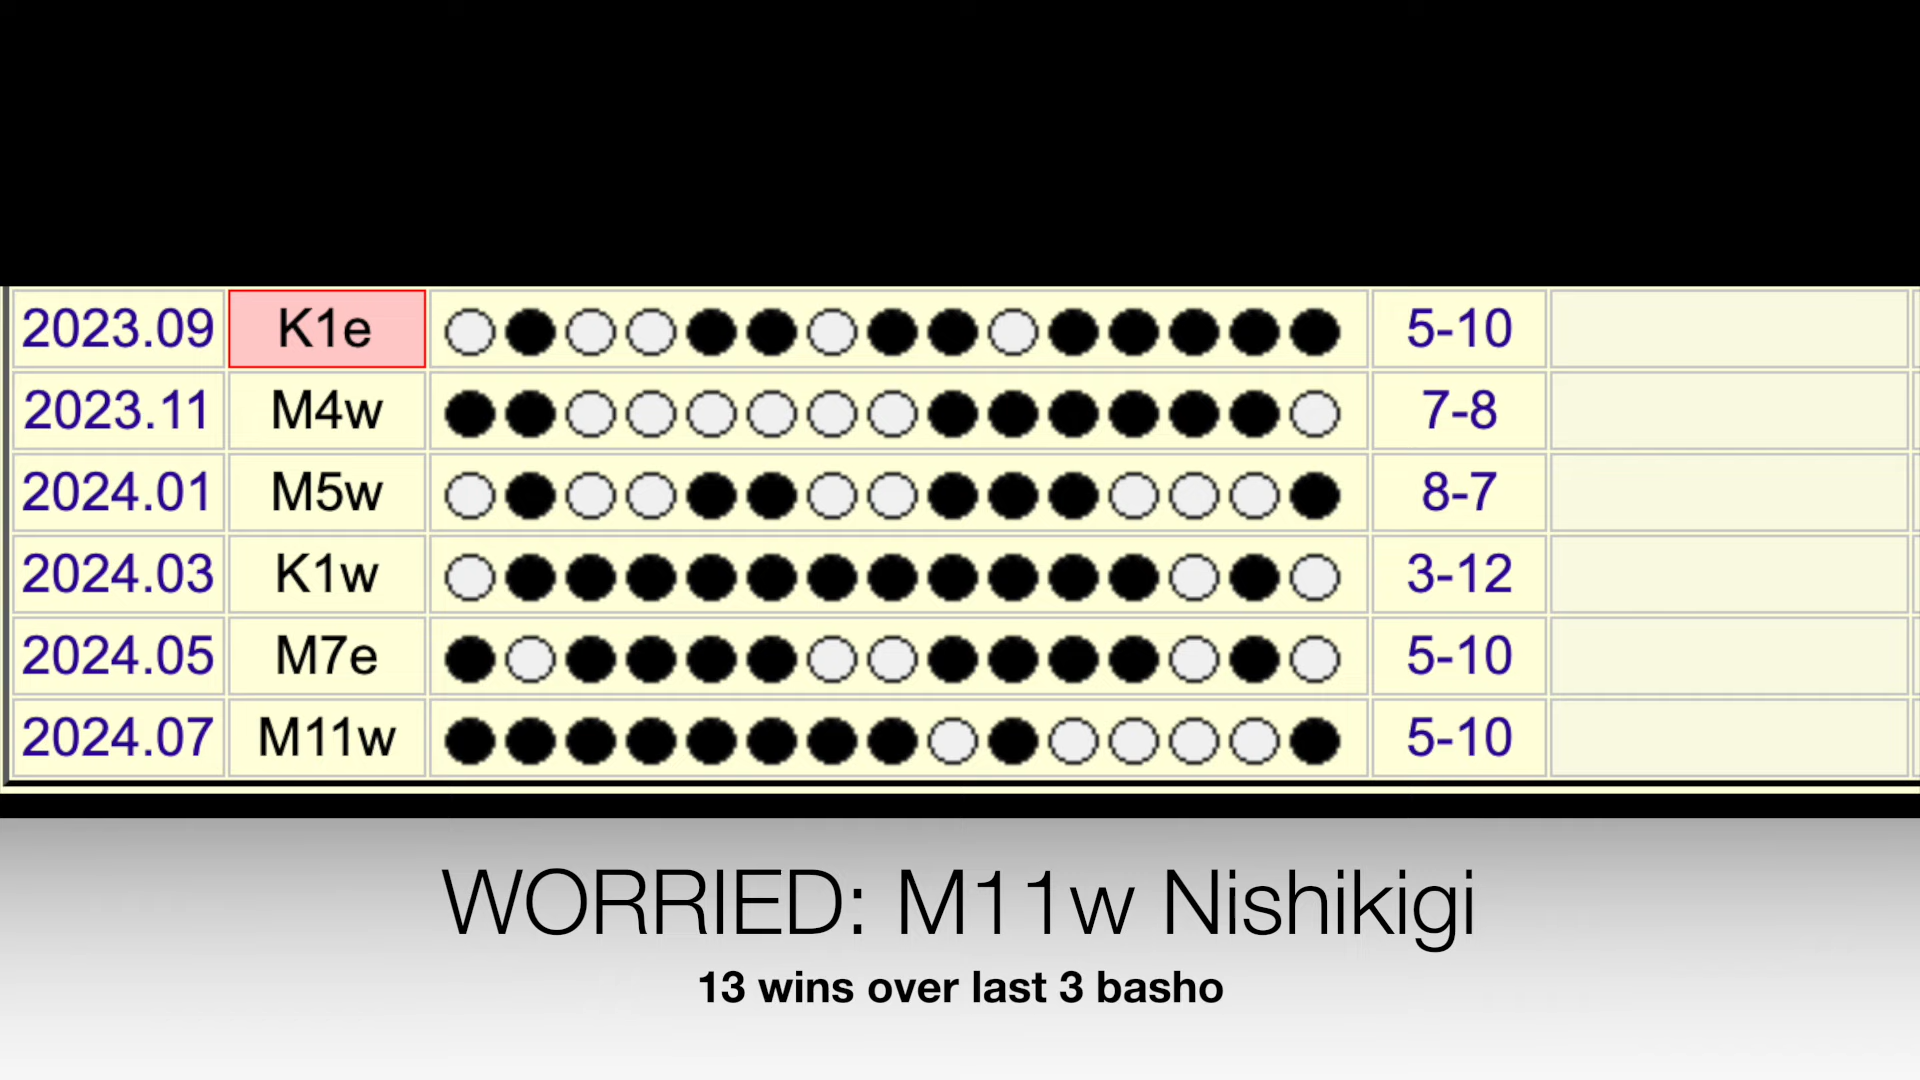 2023.09 K1e 5-10
2023.11 M4w 7-8
2024.01 M5w 8-7
2024.03 K1w 3-12
2024.05 M7e 5-10
2024.07 M11w 5-10
WORRIED: M11w Nishikigi
13 wins over last 3 basho